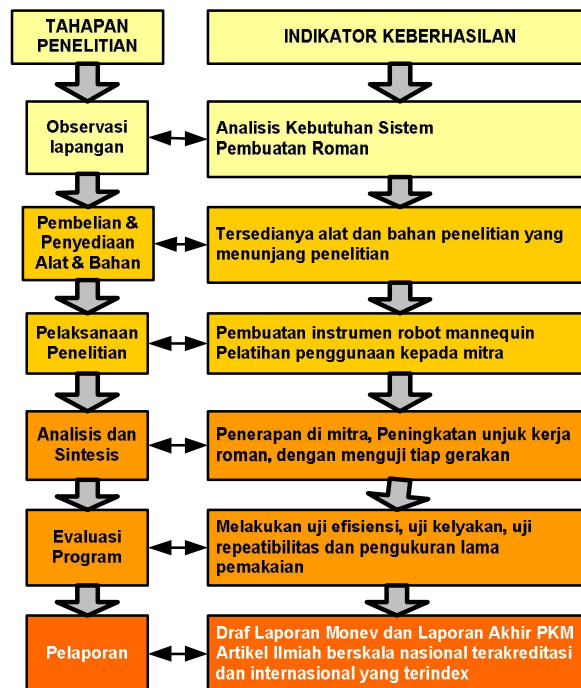 TAHAPAN
PENELITIAN
INDIKATOR KEBERHASILAN
Observasi
lapangan
Analisis Kebutuhan Sistem
Pembuatan Roman
Pembelian &
Penyediaan
Alat & Bahan
Tersedianya alat dan bahan penelitian yang
menunjang penelitian
Pelaksanaan
Penelitian
Pembuatan instrumen robot mannequin
Pelatihan penggunaan kepada mitra
Analisis dan
Sintesis
Penerapan di mitra, Peningkatan unjuk kerja
roman, dengan menguji tiap gerakan
Evaluasi
Program
Melakukan uji efisiensi, uji kelyakan, uji
repeatibilitas dan pengukuran lama
pemakaian
Pelaporan
Draf Laporan Monev dan Laporan Akhir PKM
Artikel Ilmiah berskala nasional terakreditasi
dan internasional yang terindex